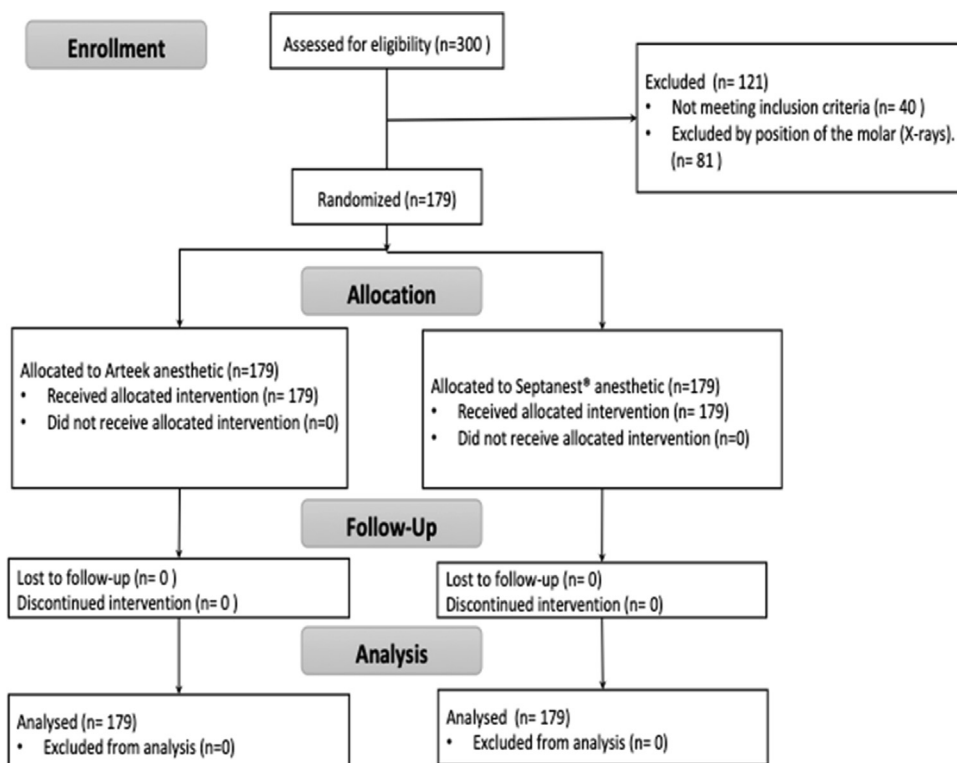 Enrollment
Assessed for eligibility (n=300 )
Excluded (n= 121)
• Not meeting inclusion criteria (n= 40 )
• Excluded by position of the molar (X-rays).
(n= 81 )
Randomized (n=179)
Allocation
Allocated to Arteek anesthetic (n=179)
• Received allocated intervention (n= 179)
• Did not receive allocated intervention (n=0)
Allocated to Septanest® anesthetic (n=179)
• Received allocated intervention (n= 179)
• Did not receive allocated intervention (n=0)
Follow-Up
Lost to follow-up (n= 0 )
Discontinued intervention (n= 0 )
Lost to follow-up (n= 0)
Discontinued intervention (n= 0)
Analysis
Analysed (n= 179)
• Excluded from analysis (n=0)
Analysed (n= 179)
• Excluded from analysis (n= 0)